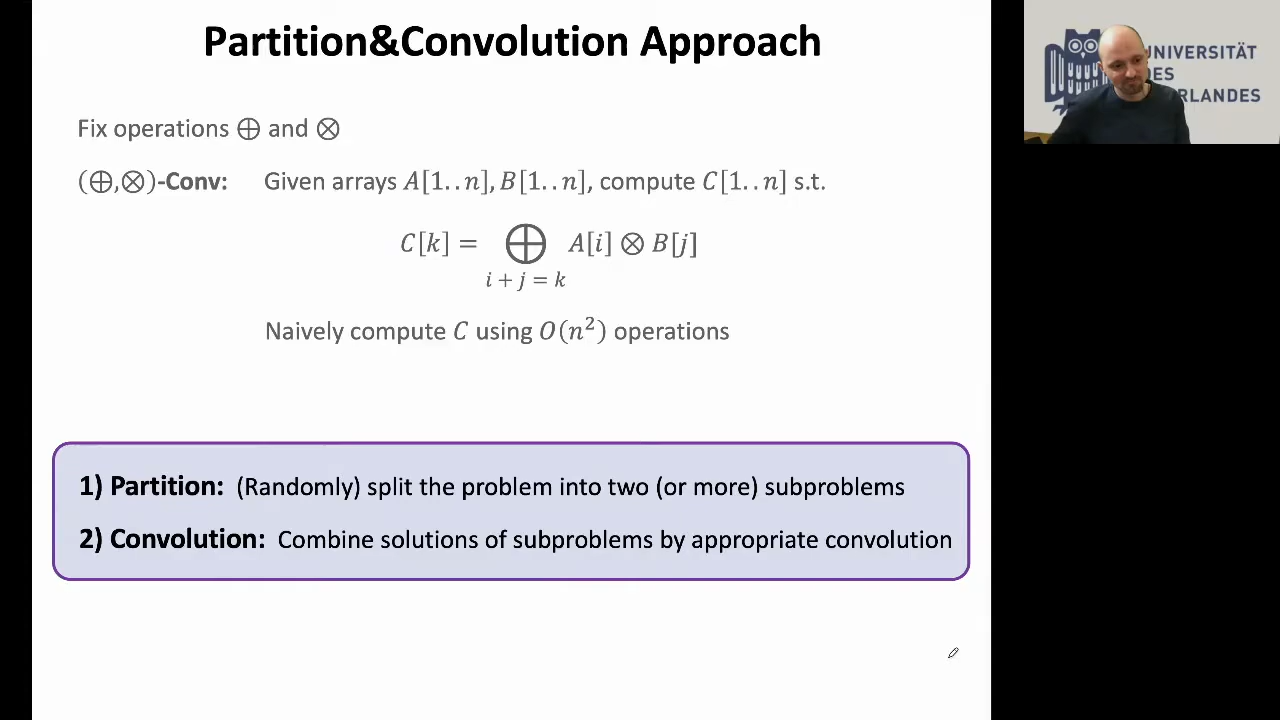 Partition&Convolution Approach
Fix operations ⊕ and ⊗
(⊕,⊗)-Conv: Given arrays A[1..n], B[1..n], compute C[1..n] s.t.
C[k] = ⊕ A[i] ⊗ B[j]
i + j = k
Naively compute C using O(n²) operations
1) Partition: (Randomly) split the problem into two (or more) subproblems
2) Convolution: Combine solutions of subproblems by appropriate convolution
UNIVERSITÄT
DES
RLANDES